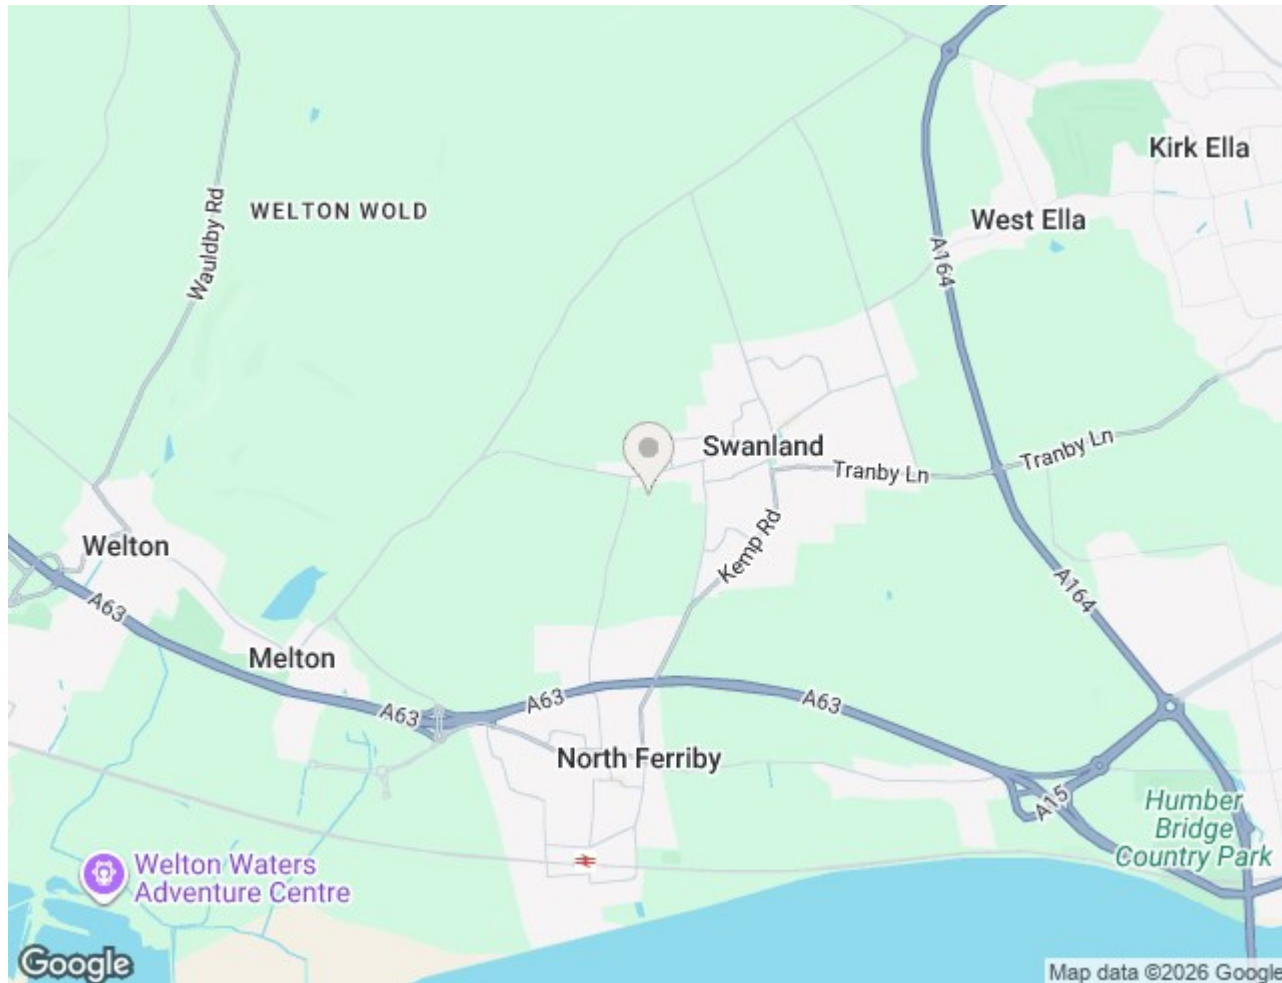 Kirk Ella
Wauldby Rd
WELTON WOLD
West Ella
A164
Swanland
Tranby Ln
Tranby Ln
Kemp Rd
Welton
A63
A164
Melton
A63
A63
A63
North Ferriby
A15
Humber
Bridge
Country Park
Welton Waters
Adventure Centre
Google
Map data ©2026 Google